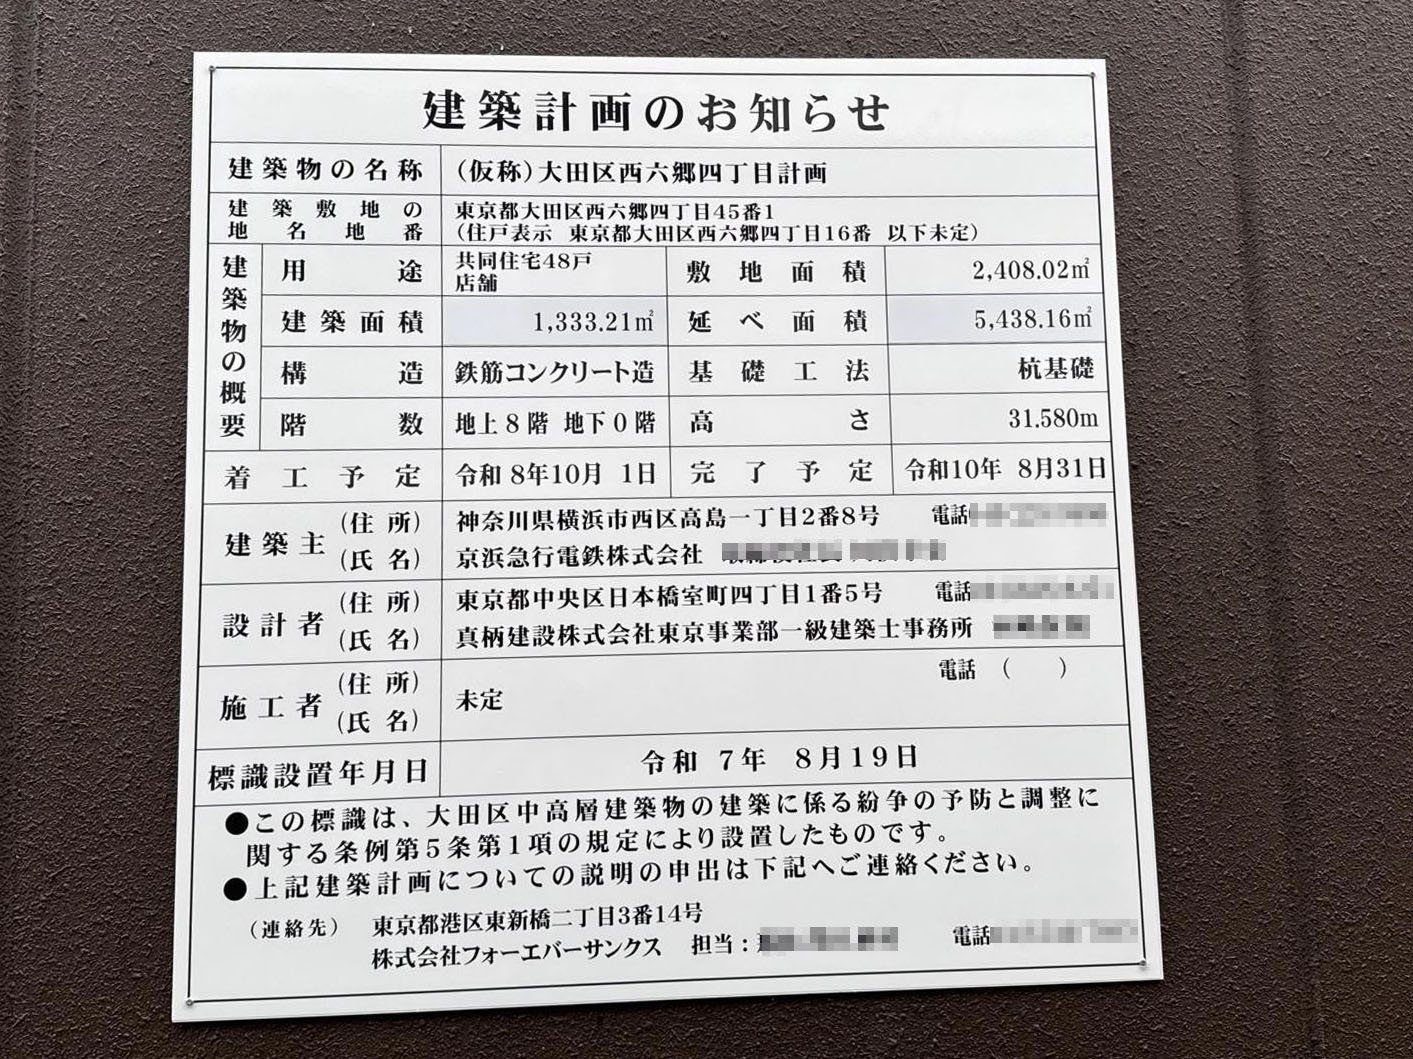 建築計画のお知らせ
建築物の名称 (仮称)大田区西六郷四丁目計画
建築敷地の地名地番 東京都大田区西六郷四丁目45番1
(住戸表示 東京都大田区西六郷四丁目16番 以下未定)
建築物の概要
用途 共同住宅48戸
店舗
敷地面積 2,408.02㎡
建築面積 1,333.21㎡ 延べ面積 5,438.16㎡
構造 鉄筋コンクリート造 基礎工法 杭基礎
階数 地上8階 地下0階 高さ 31.580m
着工予定 令和8年10月1日 完了予定 令和10年8月31日
建築主 (住所) 神奈川県横浜市西区高島一丁目2番8号 電話
(氏名) 京浜急行電鉄株式会社
設計者 (住所) 東京都中央区日本橋室町四丁目1番5号 電話
(氏名) 真柄建設株式会社東京事業部一級建築士事務所
施工者 (住所) 電話 ( )
(氏名) 未定
標識設置年月日 令和7年8月19日
●この標識は、大田区中高層建築物の建築に係る紛争の予防と調整に
関する条例第5条第1項の規定により設置したものです。
●上記建築計画についての説明の申出は下記へご連絡ください。
(連絡先) 東京都港区東新橋二丁目3番14号
株式会社フォーエバーサンクス 担当： 電話